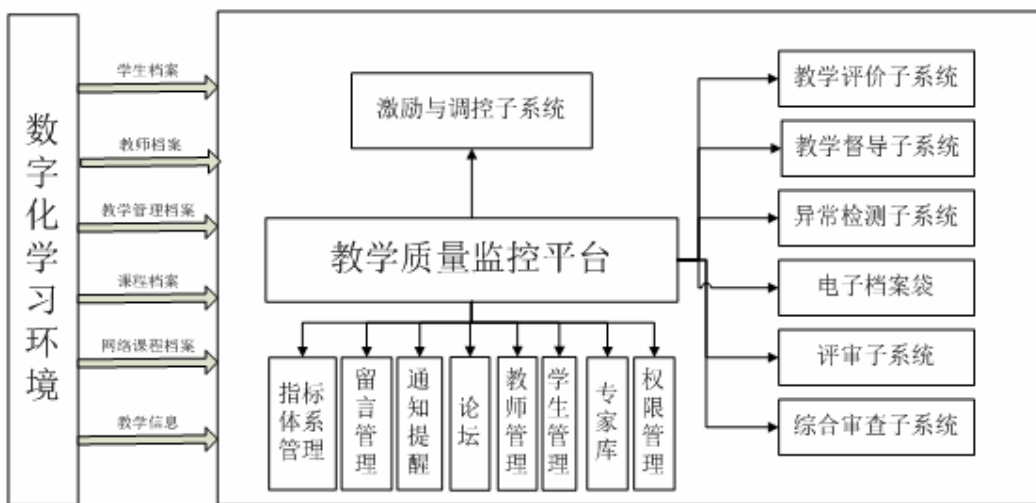 数字化学习环境
学生档案
教师档案
教学管理档案
课程档案
网络课程档案
教学信息
激励与调控子系统
教学质量监控平台
指标体系管理
留言管理
通知提醒
论坛
教师管理
学生管理
专家库
权限管理
教学评价子系统
教学督导子系统
异常检测子系统
电子档案袋
评审子系统
综合审查子系统